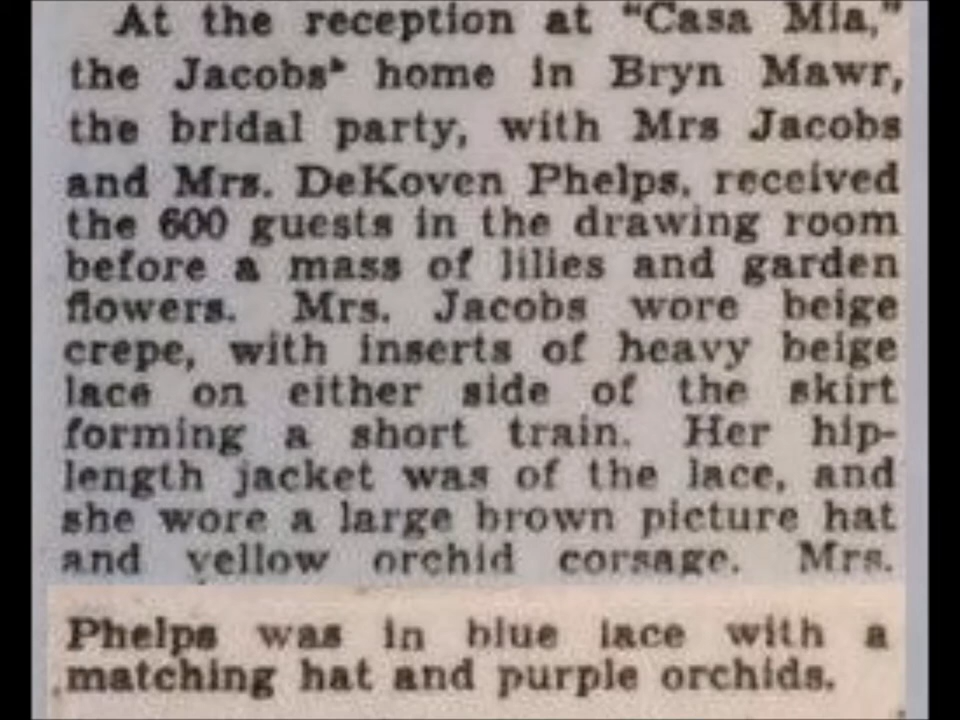 At the reception at "Casa Mia,"
the Jacobs' home in Bryn Mawr,
the bridal party, with Mrs Jacobs
and Mrs. DeKoven Phelps, received
the 600 guests in the drawing room
before a mass of lilies and garden
flowers. Mrs. Jacobs wore beige
crepe, with inserts of heavy beige
lace on either side of the skirt
forming a short train. Her hip-
length jacket was of the lace, and
she wore a large brown picture hat
and yellow orchid corsage. Mrs.
Phelps was in blue lace with a
matching hat and purple orchids.